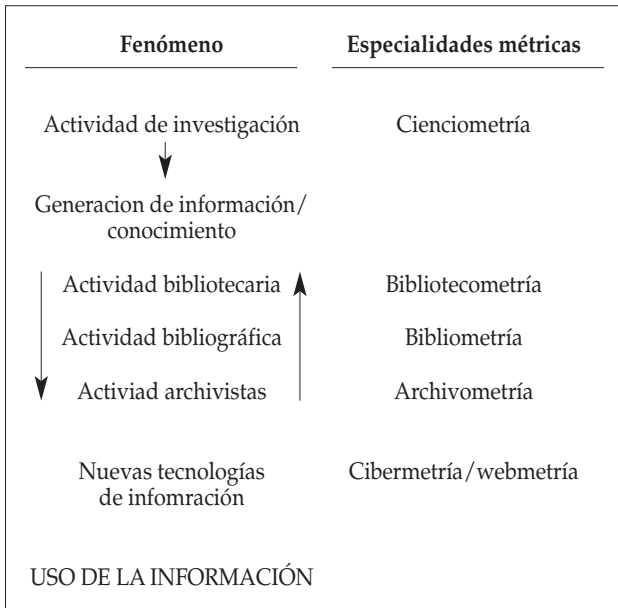 Fenómeno Especialidades métricas
Actividad de investigación Cienciometría
Generacion de información/
conocimiento
Actividad bibliotecaria Bibliotecometría
Actividad bibliográfica Bibliometría
Activiad archivistas Archivometría
Nuevas tecnologías Cibermetría/webmetría
de infomración
USO DE LA INFORMACIÓN